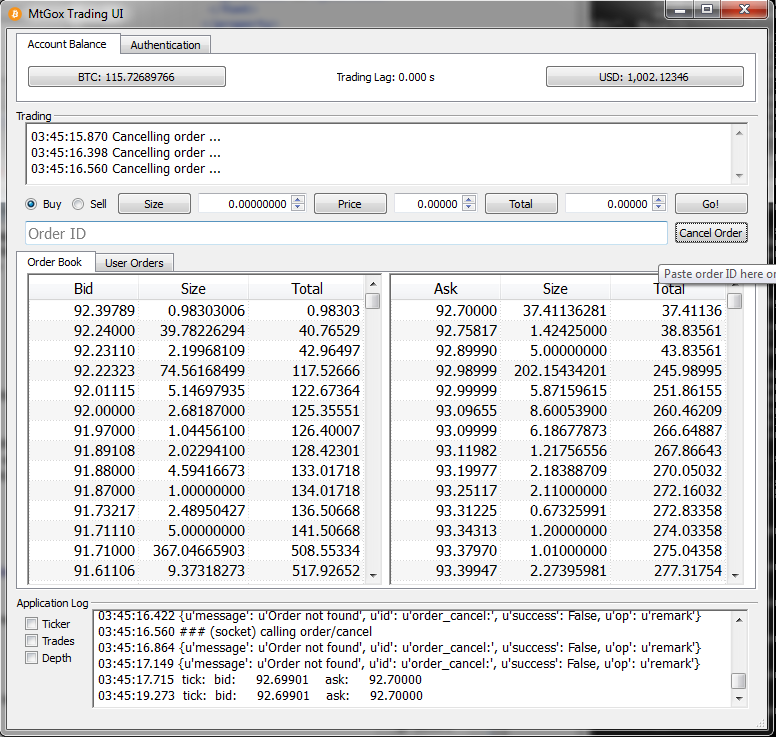 MtGox Trading UI
Account Balance Authentication
BTC: 115.72689766 Trading Lag: 0.000 s USD: 1,002.12346
Trading
03:45:15.870 Cancelling order ...
03:45:16.398 Cancelling order ...
03:45:16.560 Cancelling order ...
Buy Sell Size 0.00000000 Price 0.00000 Total 0.00000 Go!
Order ID Cancel Order
Order Book User Orders
Paste order ID here or
Bid Size Total Ask Size Total
92.39789 0.98303006 0.98303 92.70000 37.41136281 37.41136
92.24000 39.78226294 40.76529 92.75817 1.42425000 38.83561
92.23110 2.19968109 42.96497 92.89990 5.00000000 43.83561
92.22323 74.56168499 117.52666 92.98999 202.15434201 245.98995
92.01115 5.14697935 122.67364 92.99999 5.87159615 251.86155
92.00000 2.68187000 125.35551 93.09655 8.60053900 260.46209
91.97000 1.04456100 126.40007 93.09999 6.18677873 266.64887
91.89108 2.02294100 128.42301 93.11982 1.21756556 267.86643
91.88000 4.59416673 133.01718 93.19977 2.18388709 270.05032
91.87000 1.00000000 134.01718 93.25117 2.11000000 272.16032
91.73217 2.48950427 136.50668 93.31225 0.67325991 272.83358
91.71110 5.00000000 141.50668 93.34313 1.20000000 274.03358
91.71000 367.04665903 508.55334 93.37970 1.01000000 275.04358
91.61106 9.37318273 517.92652 93.39947 2.27395981 277.31754
Application Log
Ticker
Trades
Depth
03:45:16.422 {u'message': u'Order not found', u'id': u'order_cancel:', u'success': False, u'op': u'remark'}
03:45:16.560 ### (socket) calling order/cancel
03:45:16.864 {u'message': u'Order not found', u'id': u'order_cancel:', u'success': False, u'op': u'remark'}
03:45:17.149 {u'message': u'Order not found', u'id': u'order_cancel:', u'success': False, u'op': u'remark'}
03:45:17.715 tick: bid: 92.69901 ask: 92.70000
03:45:19.273 tick: bid: 92.69901 ask: 92.70000